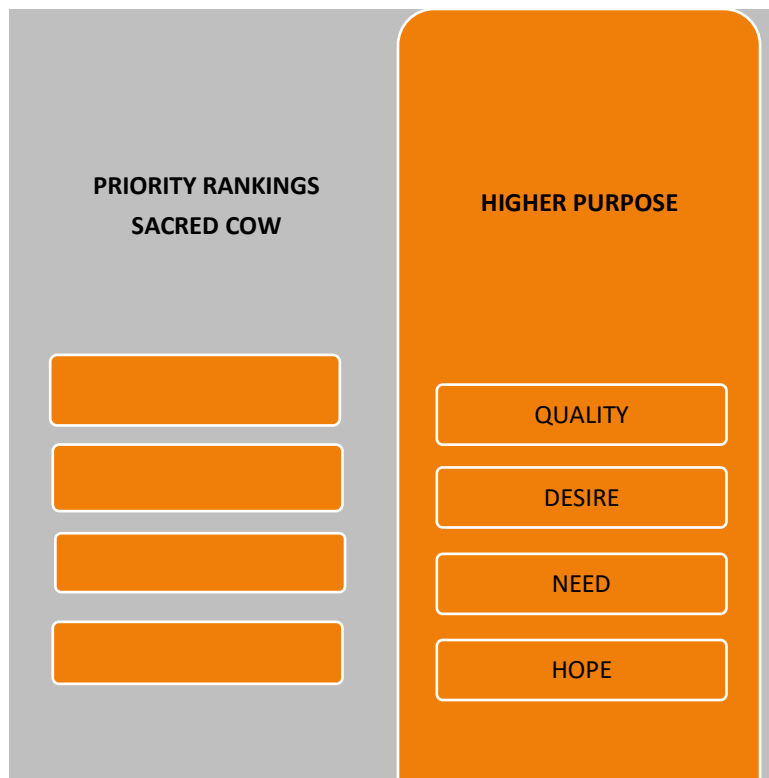 PRIORITY RANKINGS
SACRED COW
HIGHER PURPOSE
QUALITY
DESIRE
NEED
HOPE